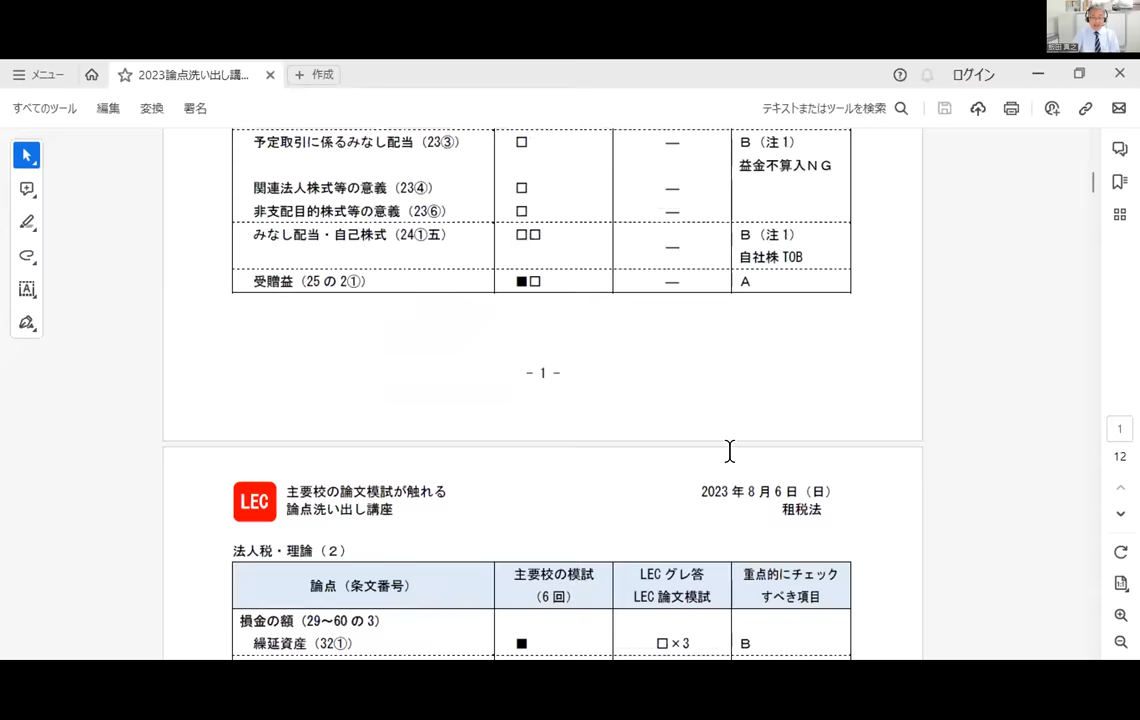 飯田 真之
メニュー
2023論点洗い出し講...
作成
ログイン
すべてのツール 編集 変換 署名
テキストまたはツールを検索
予定取引に係るみなし配当（23③） □ ― B（注1）
益金不算入NG
関連法人株式等の意義（23④） □ ―
非支配目的株式等の意義（23⑥） □ ―
みなし配当・自己株式（24①五） □□ ― B（注1）
自社株 TOB
受贈益（25 の 2①） ■□ ― A
－ 1 －
1
12
LEC
主要校の論文模試が触れる
論点洗い出し講座
2023 年 8 月 6 日（日）
租税法
法人税・理論（2）
論点（条文番号）
主要校の模試
（6 回）
LEC グレ答
LEC 論文模試
重点的にチェック
すべき項目
損金の額（29～60 の 3）
繰延資産（32①） ■ □×3 B